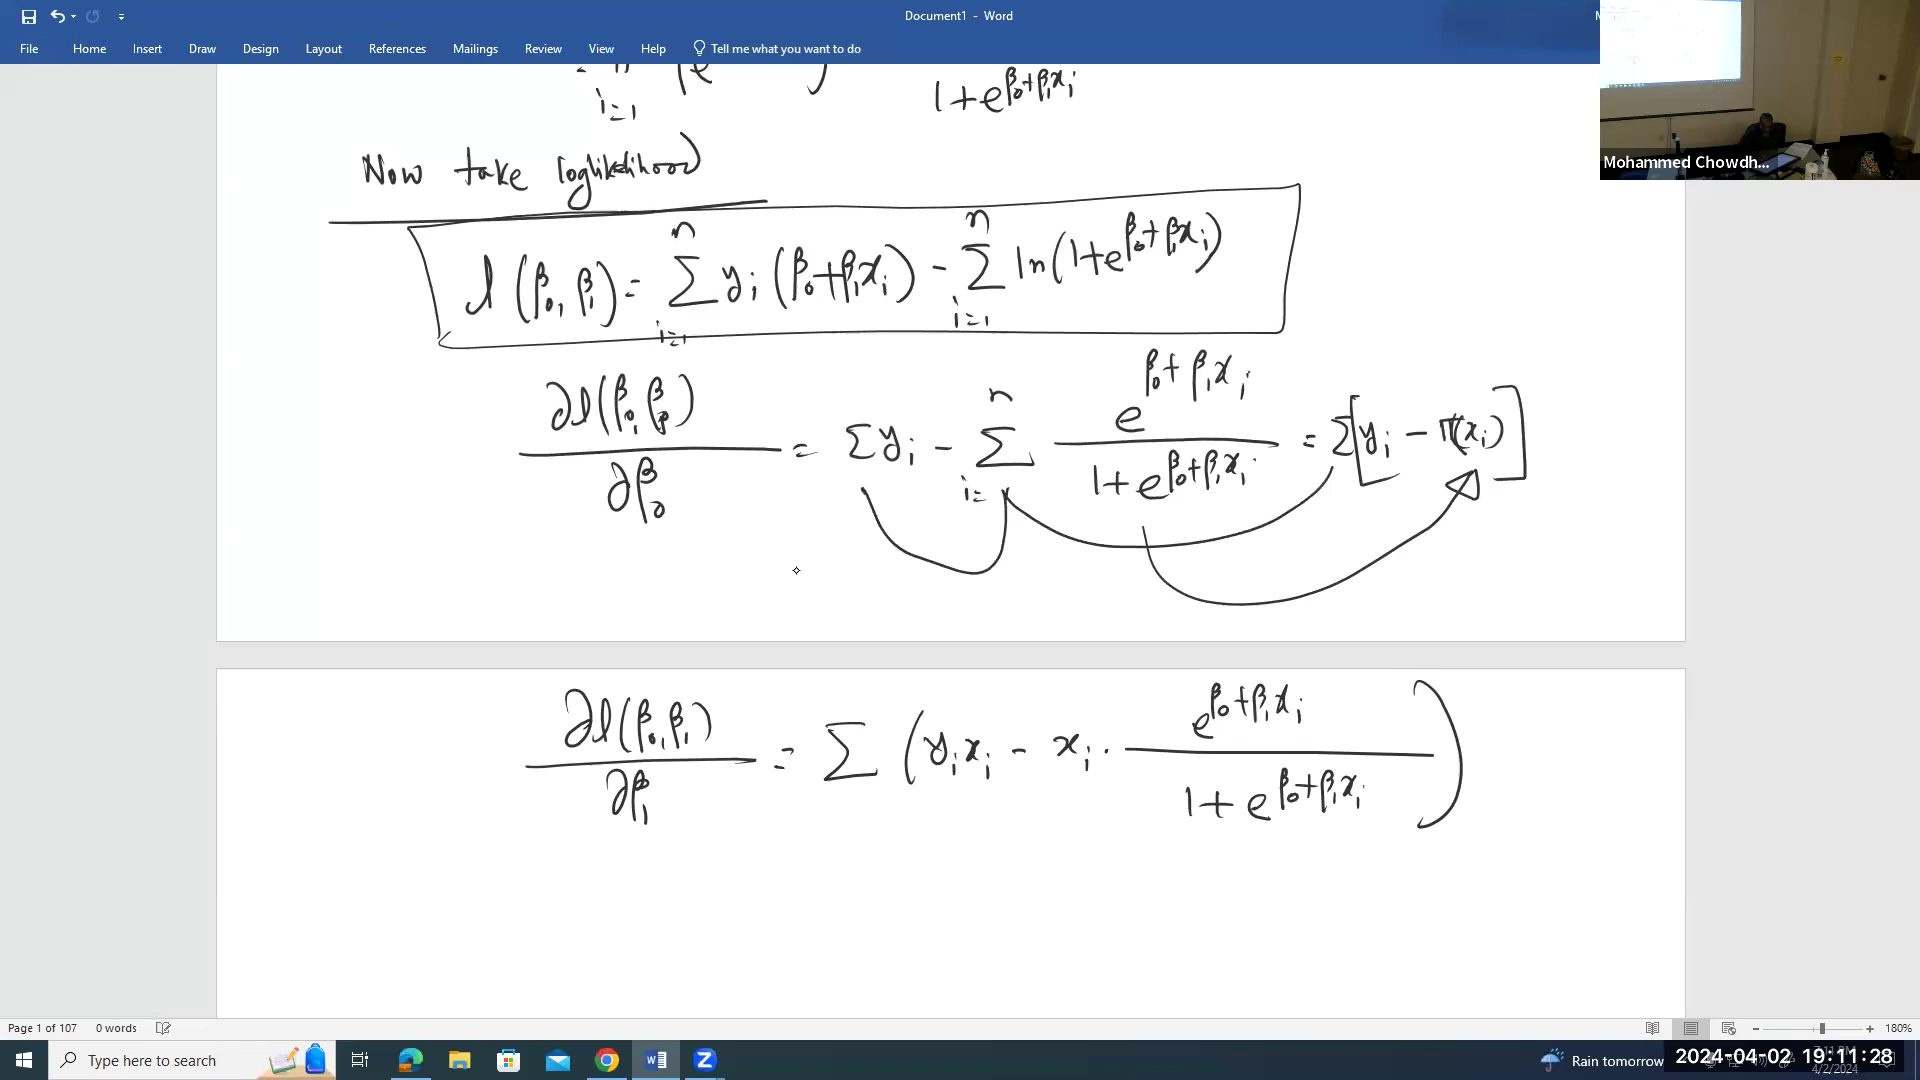 Document1 - Word
File Home Insert Draw Design Layout References Mailings Review View Help Tell me what you want to do
i=1
1+e^{β₀+β₁xᵢ}
Now take loglikelihood
l(β₀, β₁) = Σ_{i=1}^{n} yᵢ(β₀+β₁xᵢ) - Σ_{i=1}^{n} ln(1+e^{β₀+β₁xᵢ})
∂l(β₀, β₁)/∂β₀ = Σyᵢ - Σ_{i=1}^{n} e^{β₀+β₁xᵢ}/(1+e^{β₀+β₁xᵢ}) = Σ[yᵢ - π(xᵢ)]
∂l(β₀, β₁)/∂β₁ = Σ(yᵢxᵢ - xᵢ · e^{β₀+β₁xᵢ}/(1+e^{β₀+β₁xᵢ}))
Mohammed Chowdh...
Page 1 of 107 0 words 180%
Type here to search
Rain tomorrow
2024-04-02 19:11:28
4/2/2024